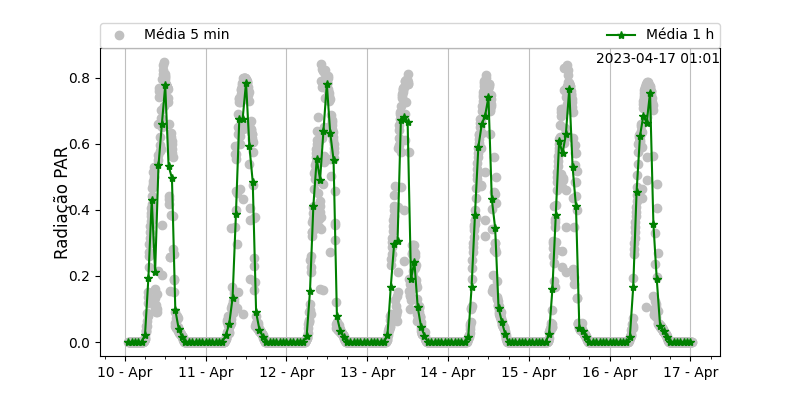 Média 5 min
Média 1 h
2023-04-17 01:01
Radiação PAR
0.8
0.6
0.4
0.2
0.0
10 - Apr
11 - Apr
12 - Apr
13 - Apr
14 - Apr
15 - Apr
16 - Apr
17 - Apr